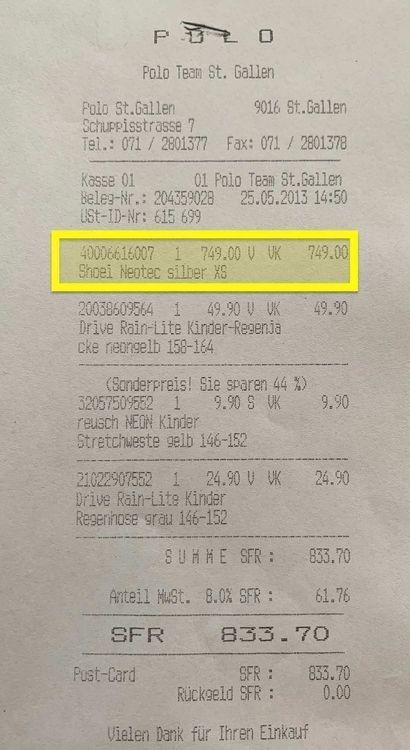 POLO
Polo Team St. Gallen
Polo St.Gallen 9016 St.Gallen
Schuppisstrasse 7
Tel.: 071 / 2801377 Fax: 071 / 2801378
Kasse 01 01 Polo Team St.Gallen
Beleg-Nr.: 204359028 25.05.2013 14:50
USt-ID-Nr: 615 699
40006616007 1 749.00 V VK 749.00
Shoei Neotec silber XS
20038609564 1 49.90 V VK 49.90
Drive Rain-Lite Kinder-Regenja
cke neongelb 158-164
(Sonderpreis! Sie sparen 44 %)
32057509552 1 9.90 S VK 9.90
reusch NEON Kinder
Stretchweste gelb 146-152
21022907552 1 24.90 V VK 24.90
Drive Rain-Lite Kinder
Regenhose grau 146-152
SUMME SFR : 833.70
Anteil MwSt. 8.0% SFR : 61.76
SFR 833.70
Post-Card SFR : 833.70
Rückgeld SFR : 0.00
Vielen Dank für Ihren Einkauf